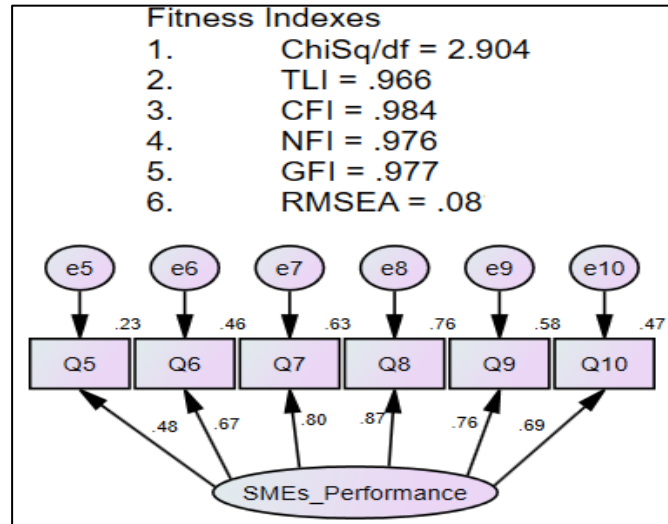 Fitness Indexes
1. ChiSq/df = 2.904
2. TLI = .966
3. CFI = .984
4. NFI = .976
5. GFI = .977
6. RMSEA = .08
e5 e6 e7 e8 e9 e10
.23 .46 .63 .76 .58 .47
Q5 Q6 Q7 Q8 Q9 Q10
.48 .67 .80 .87 .76 .69
SMEs_Performance